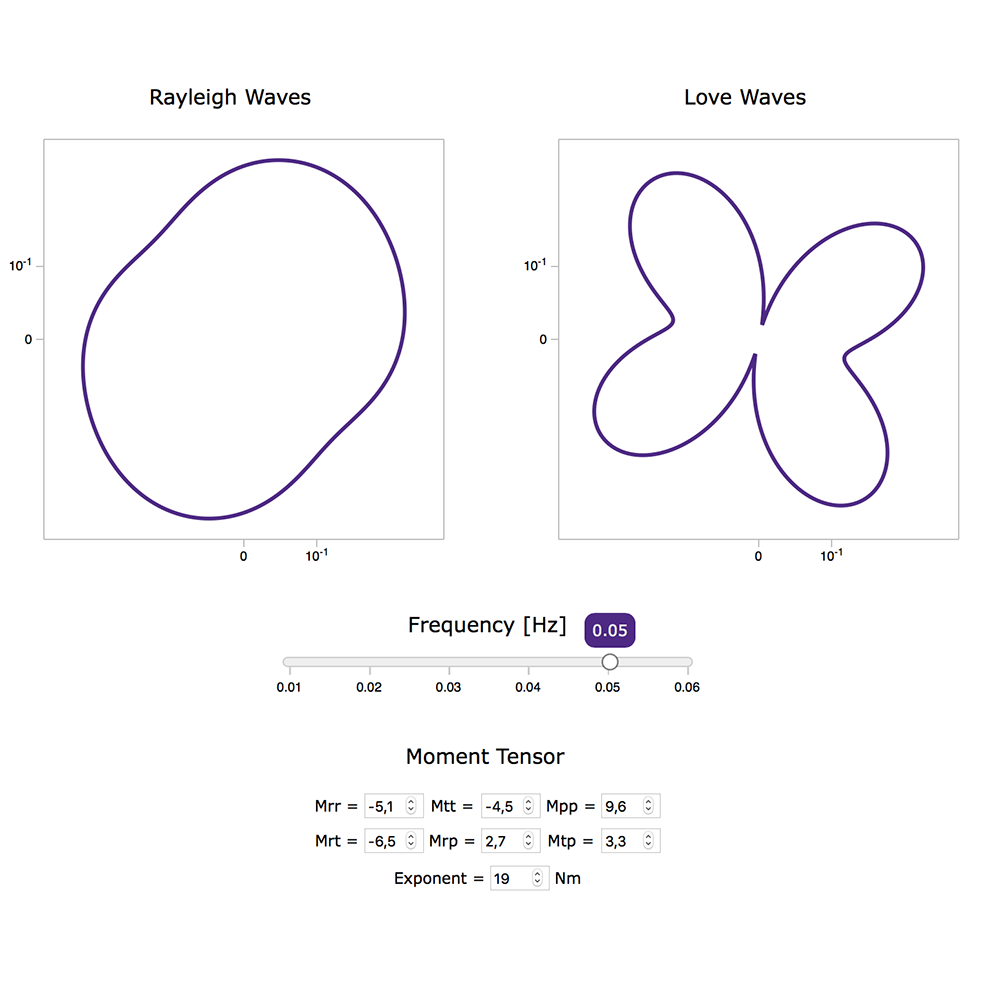 Rayleigh Waves
Love Waves
10-1
0
0
10-1
10-1
0
0
10-1
Frequency [Hz] 0.05
0.01 0.02 0.03 0.04 0.05 0.06
Moment Tensor
Mrr = -5,1 Mtt = -4,5 Mpp = 9,6
Mrt = -6,5 Mrp = 2,7 Mtp = 3,3
Exponent = 19 Nm